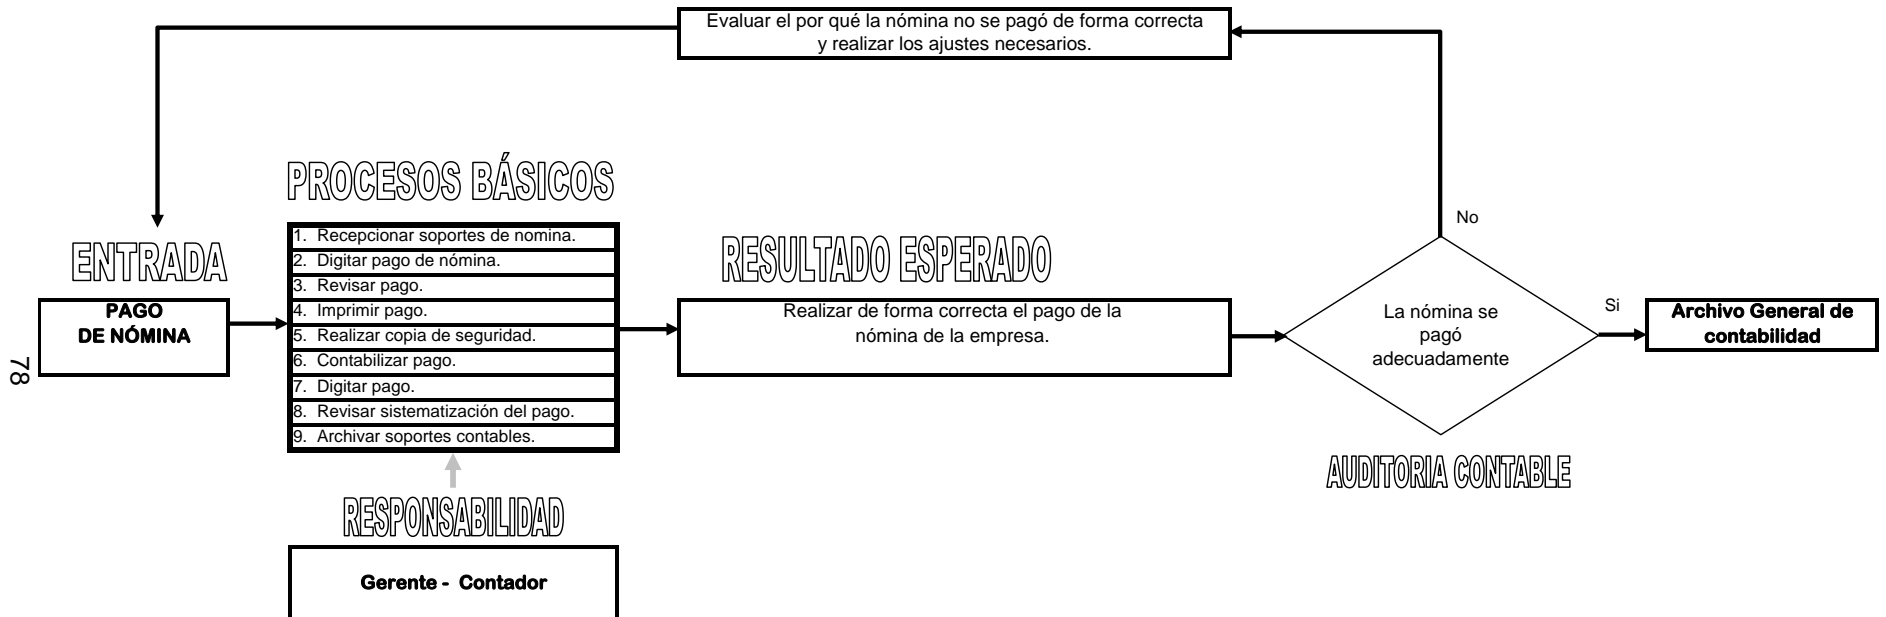 Evaluar el por qué la nómina no se pagó de forma correcta
y realizar los ajustes necesarios.
No
PROCESOS BÁSICOS
ENTRADA
RESULTADO ESPERADO
PAGO
DE NÓMINA
1. Recepcionar soportes de nomina.
2. Digitar pago de nómina.
3. Revisar pago.
4. Imprimir pago.
5. Realizar copia de seguridad.
6. Contabilizar pago.
7. Digitar pago.
8. Revisar sistematización del pago.
9. Archivar soportes contables.
Realizar de forma correcta el pago de la
nómina de la empresa.
La nómina se
pagó
adecuadamente
Si
Archivo General de
contabilidad
AUDITORIA CONTABLE
RESPONSABILIDAD
Gerente - Contador
78